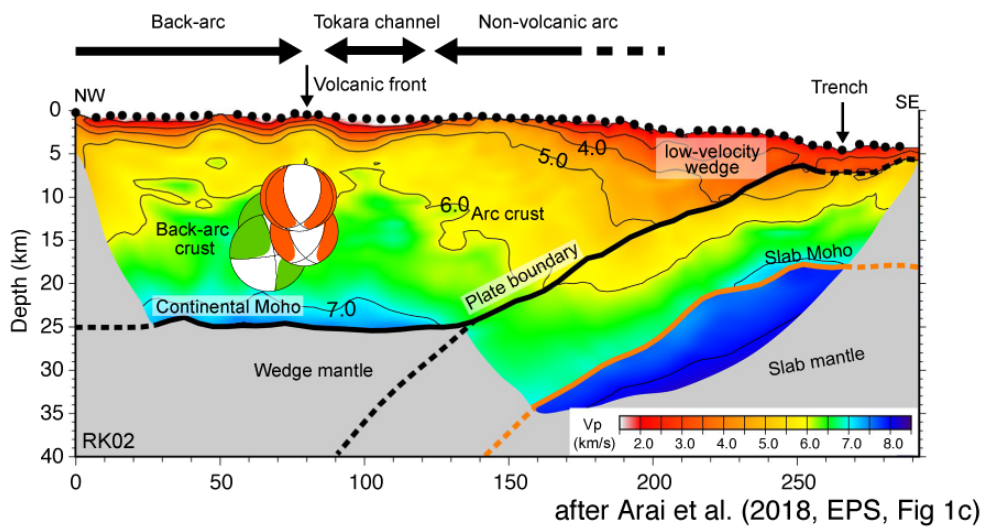 Back-arc Tokara channel Non-volcanic arc
Volcanic front
Trench
NW
SE
0
5
10
15
20
25
30
35
40
Depth (km)
4.0
5.0
low-velocity
wedge
6.0
Arc crust
Back-arc
crust
Plate boundary
Slab Moho
7.0
Continental Moho
Wedge mantle
Slab mantle
Vp
(km/s)
2.0 3.0 4.0 5.0 6.0 7.0 8.0
RK02
0 50 100 150 200 250
after Arai et al. (2018, EPS, Fig 1c)